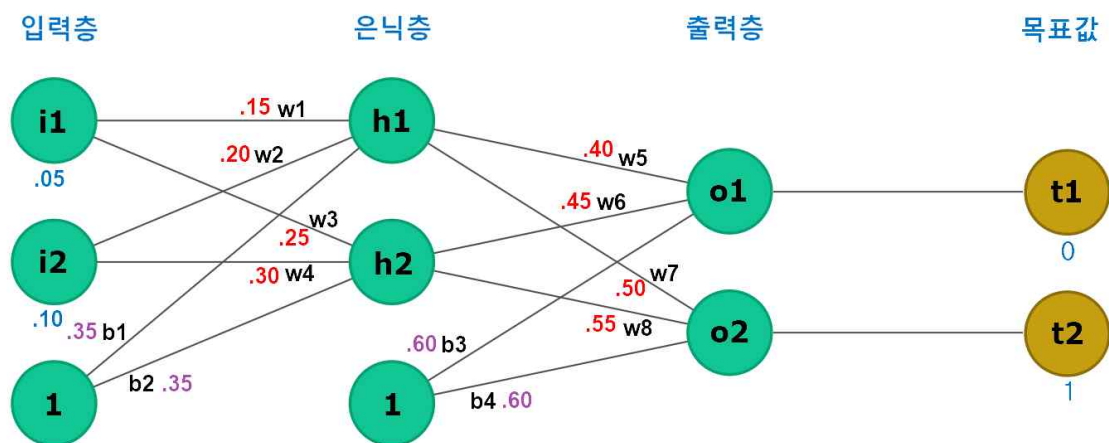 입력층 은닉층 출력층 목표값
i1 .15 w1 h1
.20 w2 .40 w5
.05 o1 t1
.45 w6
w3 0
.25
i2 .30 w4 h2 w7
.50
.10 .55 w8 o2 t2
.35 b1 .60 b3
b2 .35 b4 .60 1
1 1